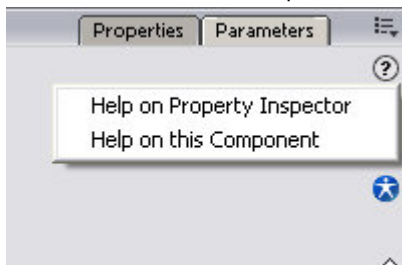 Properties Parameters
Help on Property Inspector
Help on this Component